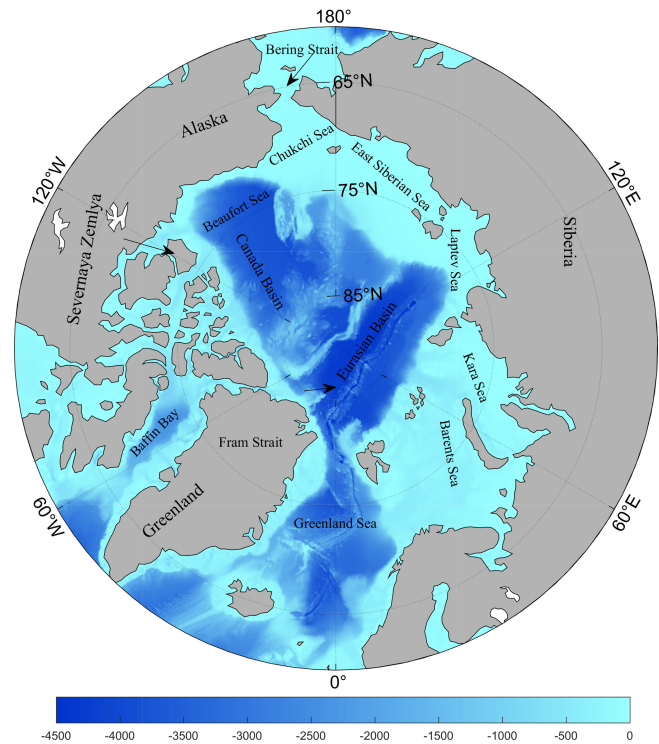 180°
Bering Strait
65°N
Alaska
Chukchi Sea
East Siberian Sea
120°W
120°E
75°N
Beaufort Sea
Severnaya Zemlya
Siberia
Canada Basin
Laptev Sea
85°N
Eurasian Basin
Kara Sea
Baffin Bay
Fram Strait
Barents Sea
Greenland
60°W
60°E
Greenland Sea
0°
-4500 -4000 -3500 -3000 -2500 -2000 -1500 -1000 -500 0